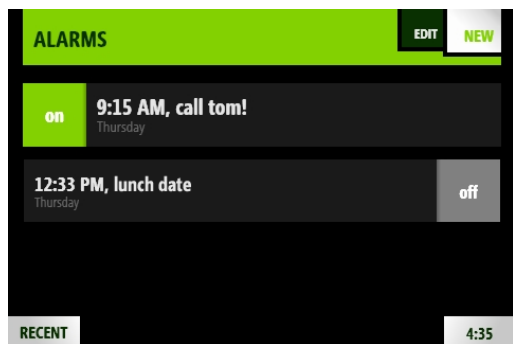 ALARMS
EDIT
NEW
on
9:15 AM, call tom!
Thursday
12:33 PM, lunch date
Thursday
off
RECENT
4:35